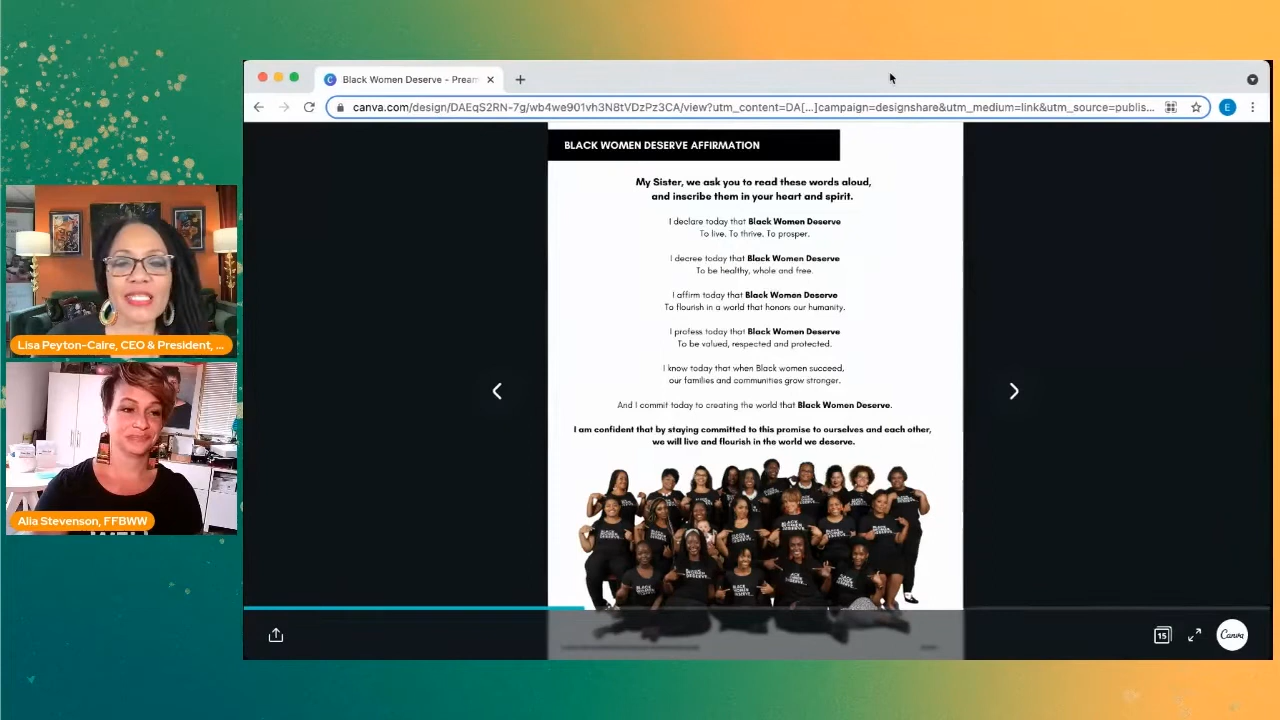 Black Women Deserve - Pream
canva.com/design/DAEqS2RN-7g/wb4we901vh3N8tVDzPz3CA/view?utm_content=DA[...]campaign=designshare&utm_medium=link&utm_source=publis...
E
BLACK WOMEN DESERVE AFFIRMATION
My Sister, we ask you to read these words aloud,
and inscribe them in your heart and spirit.
I declare today that Black Women Deserve
To live. To thrive. To prosper.
I decree today that Black Women Deserve
To be healthy, whole and free.
I affirm today that Black Women Deserve
To flourish in a world that honors our humanity.
I profess today that Black Women Deserve
To be valued, respected and protected.
I know today that when Black women succeed,
our families and communities grow stronger.
And I commit today to creating the world that Black Women Deserve.
I am confident that by staying committed to this promise to ourselves and each other,
we will live and flourish in the world we deserve.
Lisa Peyton-Caire, CEO & President, ...
Alia Stevenson, FFBWW
15
Canva